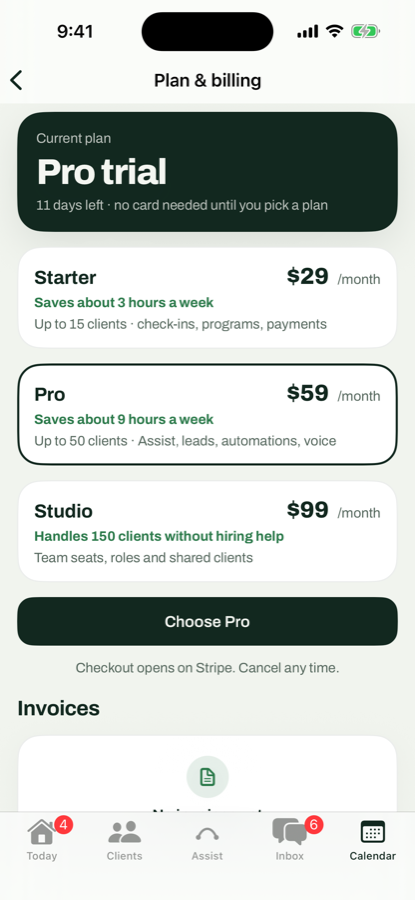 9:41
Plan & billing
Current plan
Pro trial
11 days left · no card needed until you pick a plan
Starter
$29 /month
Saves about 3 hours a week
Up to 15 clients · check-ins, programs, payments
Pro
$59 /month
Saves about 9 hours a week
Up to 50 clients · Assist, leads, automations, voice
Studio
$99 /month
Handles 150 clients without hiring help
Team seats, roles and shared clients
Choose Pro
Checkout opens on Stripe. Cancel any time.
Invoices
4
6
Today
Clients
Assist
Inbox
Calendar